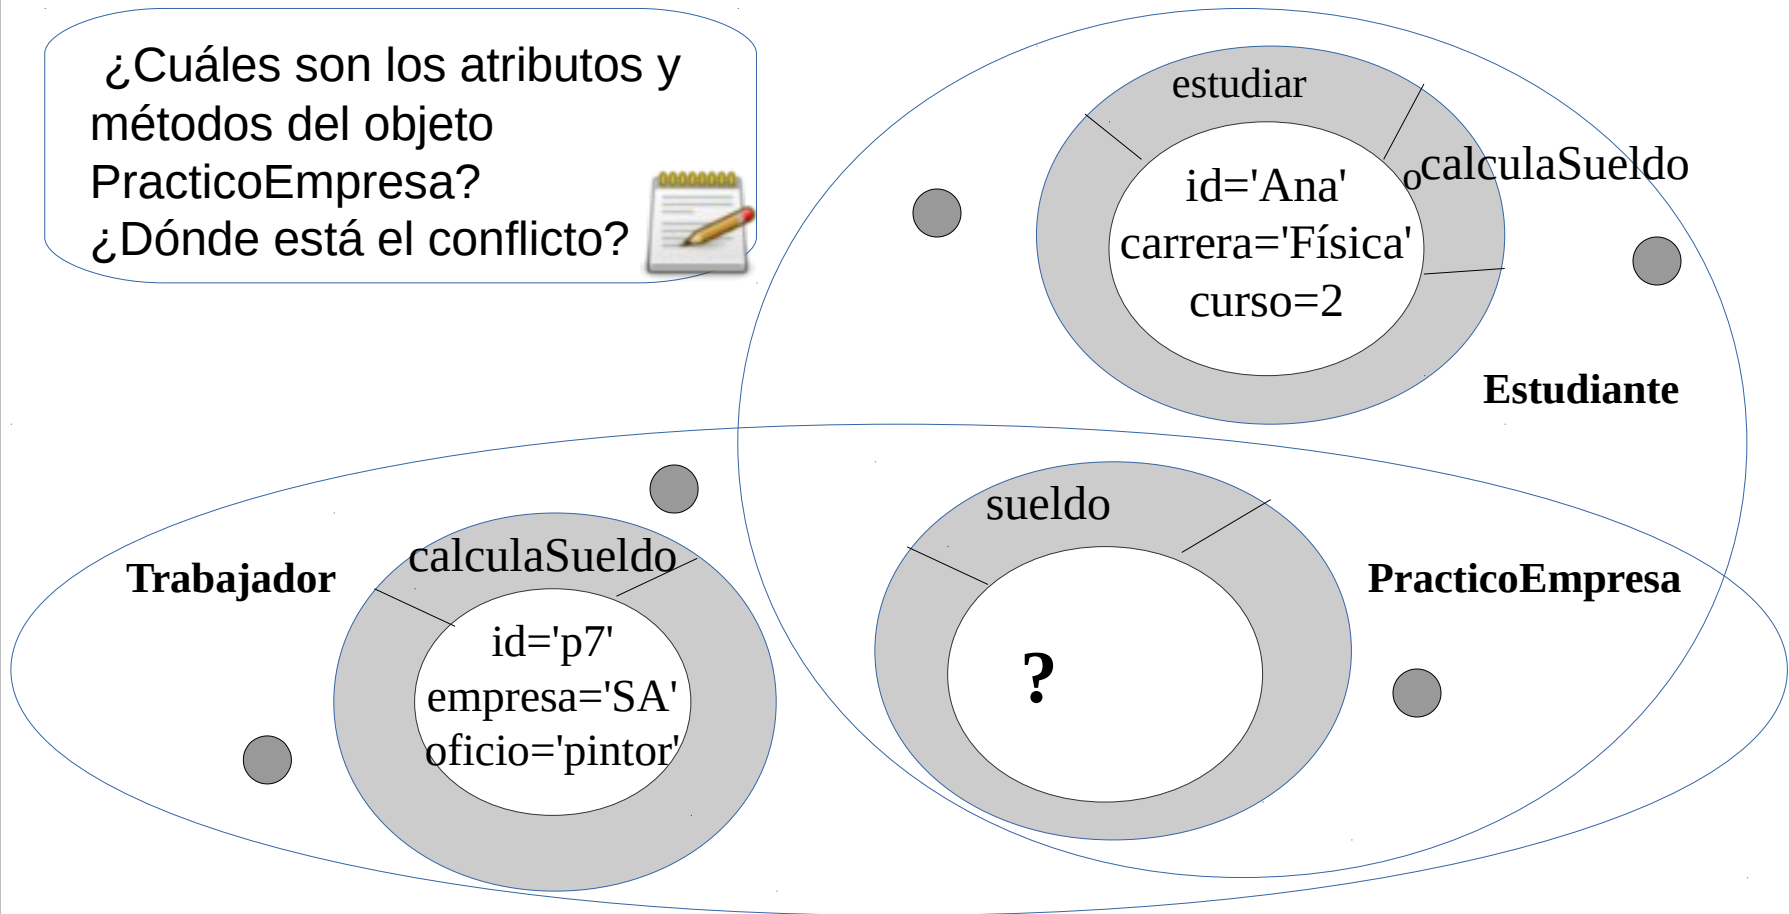 ¿Cuáles son los atributos y
métodos del objeto
PracticoEmpresa?
¿Dónde está el conflicto?
estudiar
o
calculaSueldo
id='Ana'
carrera='Física'
curso=2
Estudiante
sueldo
?
PracticoEmpresa
Trabajador
calculaSueldo
id='p7'
empresa='SA'
oficio='pintor'